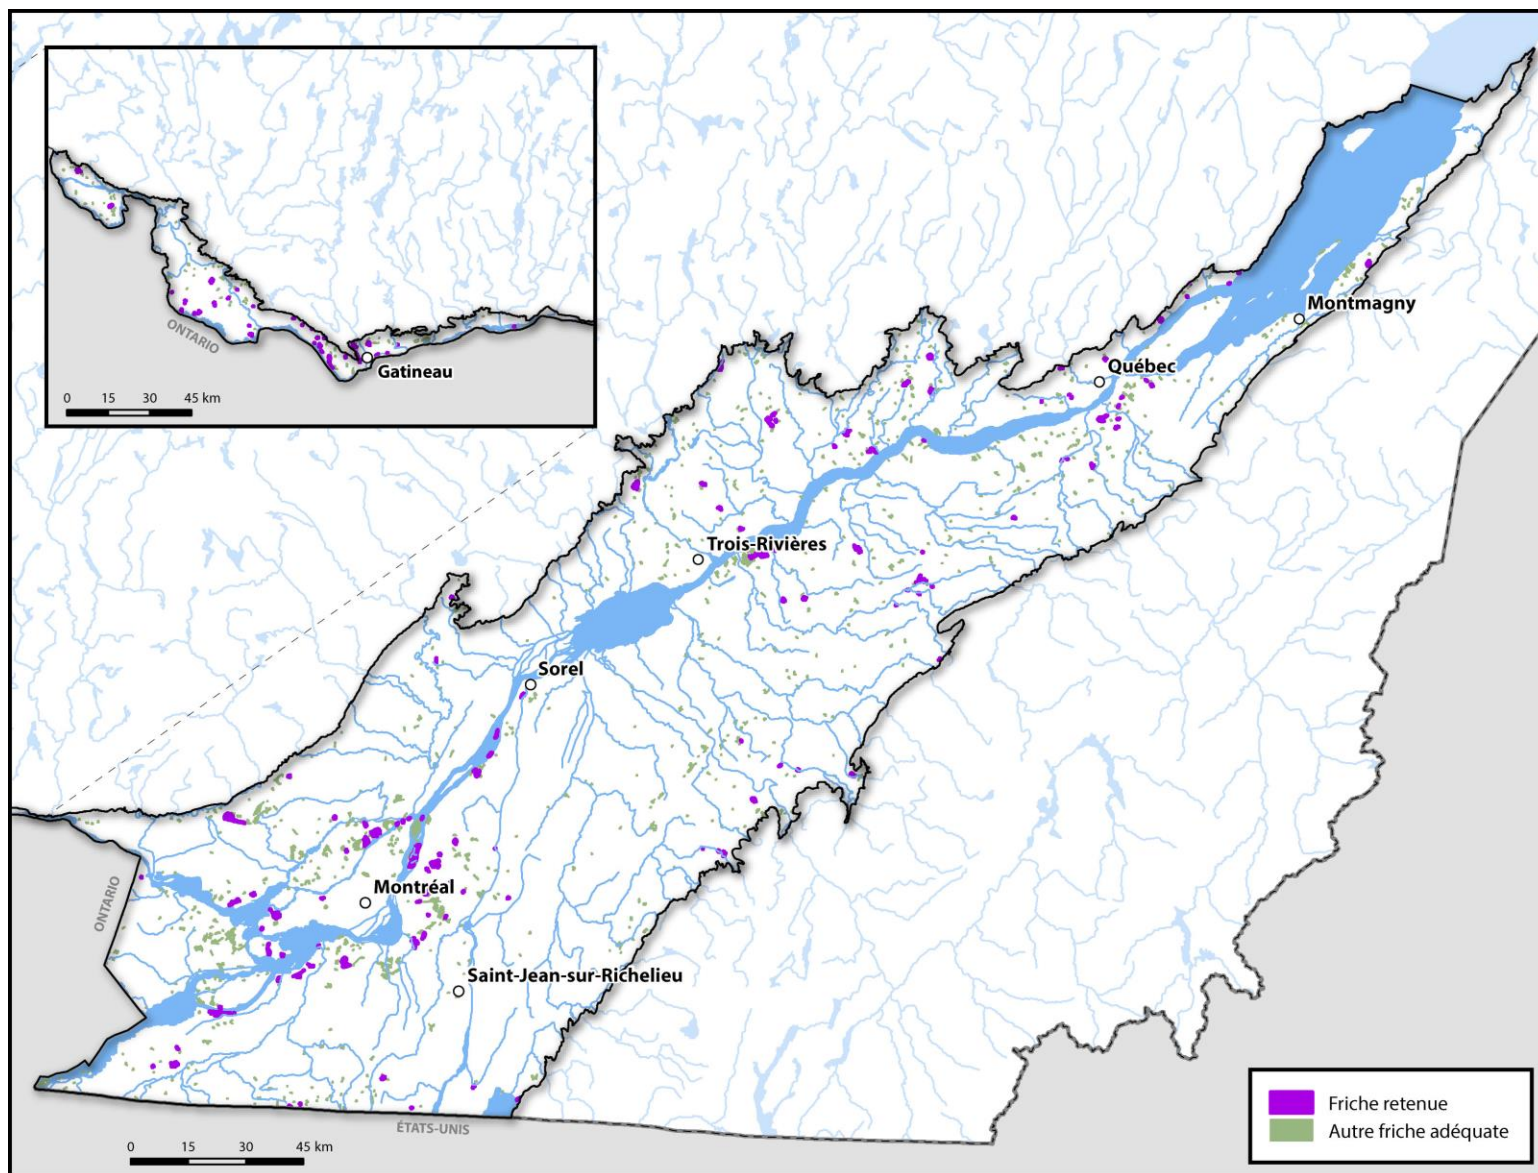 ONTARIO
Gatineau
0 15 30 45 km
Montmagny
Québec
Trois-Rivières
Sorel
Montréal
ONTARIO
Saint-Jean-sur-Richelieu
ÉTATS-UNIS
0 15 30 45 km
Friche retenue
Autre friche adéquate